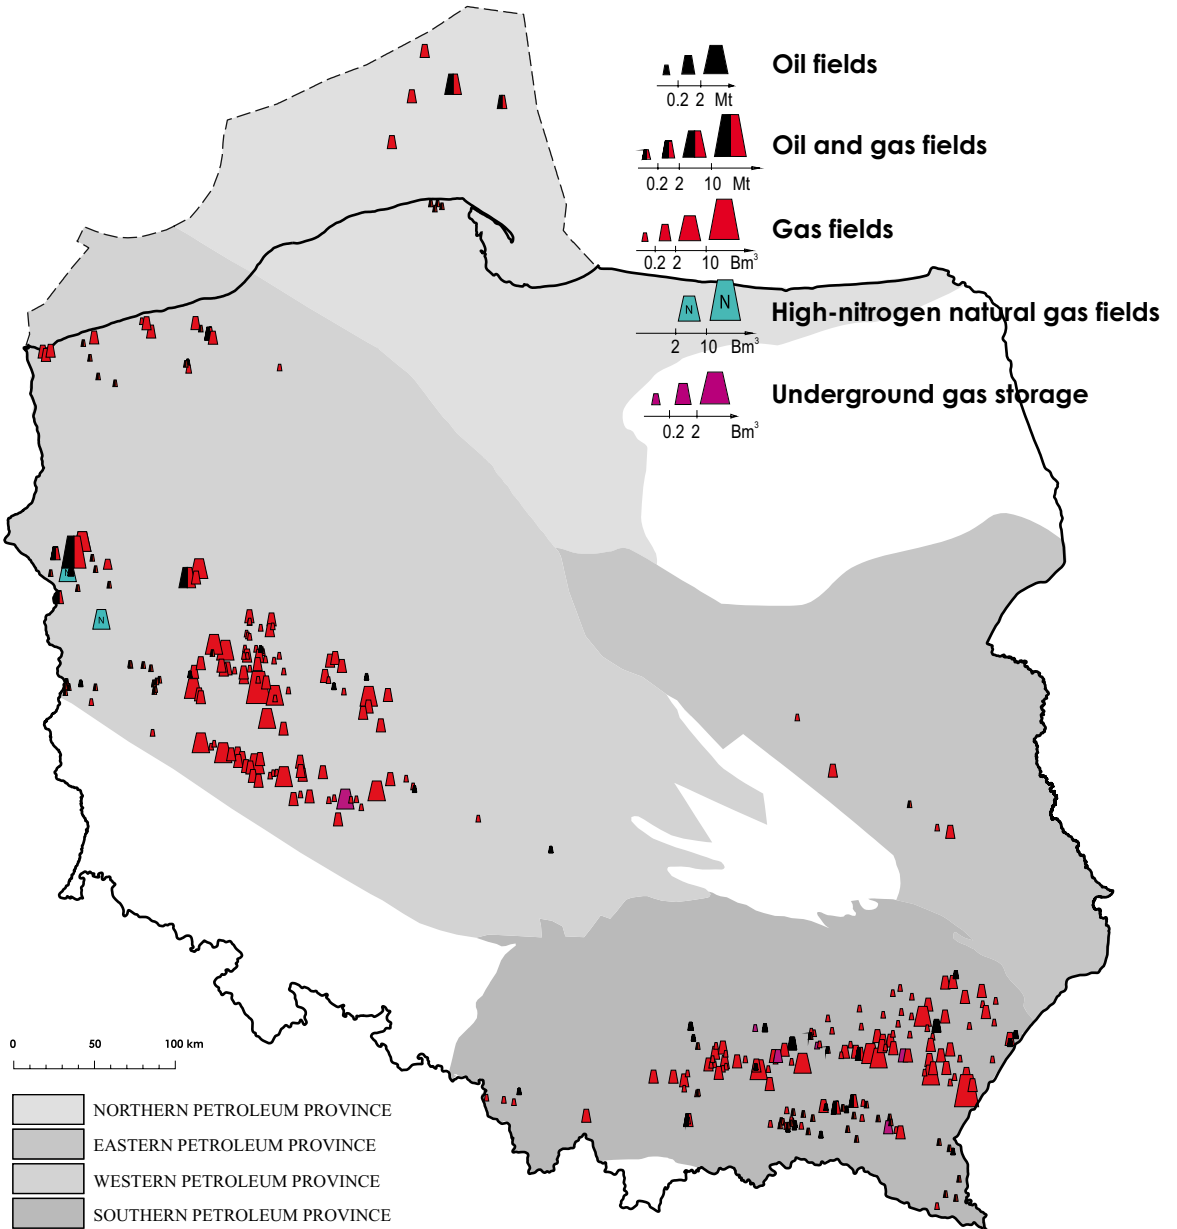 Oil fields
0.2 2 Mt
Oil and gas fields
0.2 2 10 Mt
Gas fields
0.2 2 10 Bm³
N N
High-nitrogen natural gas fields
2 10 Bm³
Underground gas storage
0.2 2 Bm³
N
N
0 50 100 km
NORTHERN PETROLEUM PROVINCE
EASTERN PETROLEUM PROVINCE
WESTERN PETROLEUM PROVINCE
SOUTHERN PETROLEUM PROVINCE